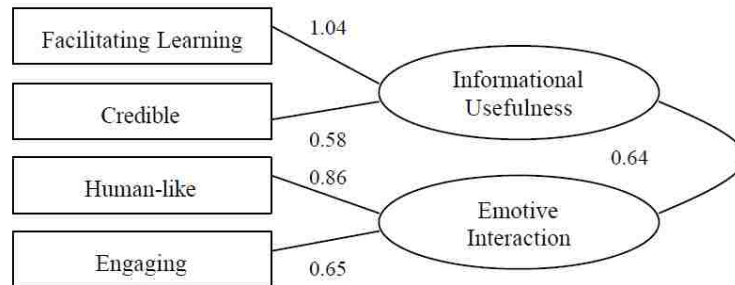 Facilitating Learning
1.04
Informational
Usefulness
Credible
0.58
0.64
Human-like
0.86
Emotive
Interaction
Engaging
0.65